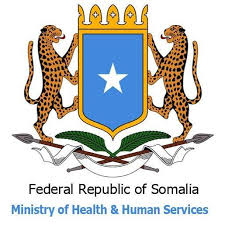 Federal Republic of Somalia
Ministry of Health & Human Services